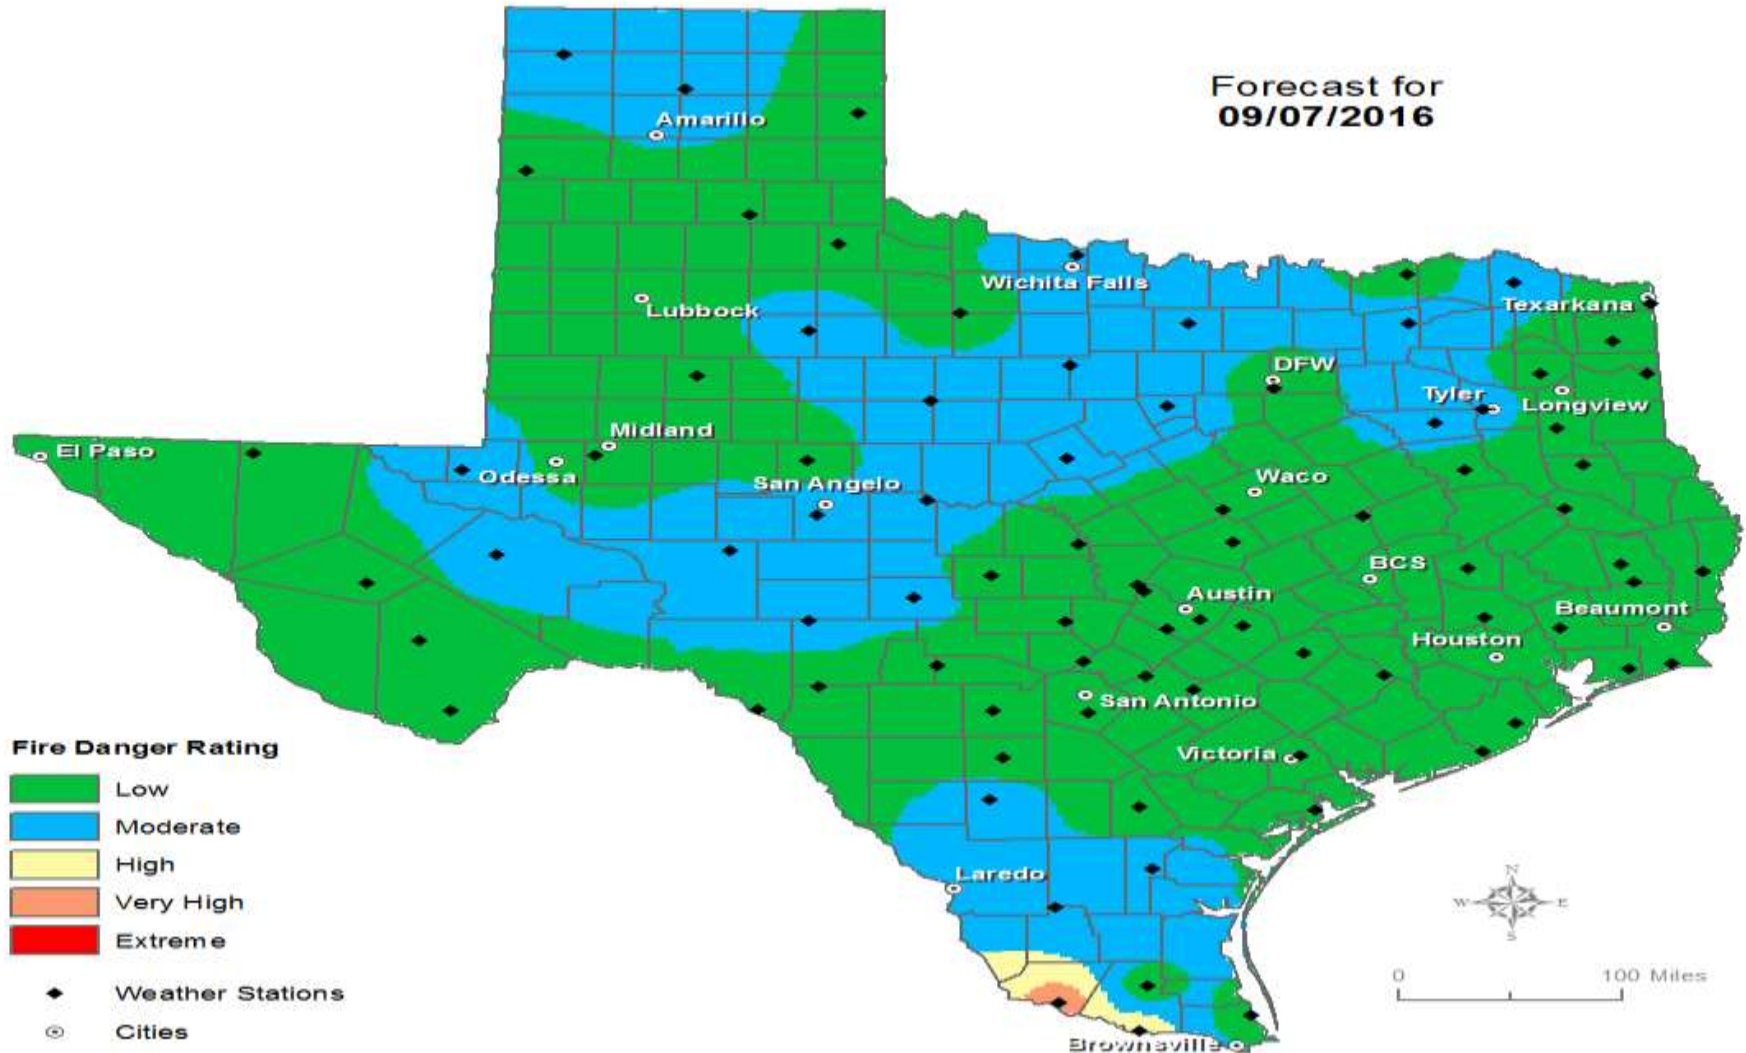 Forecast for
09/07/2016
Amarillo
Wichita Falls
Texarkana
Lubbock
DFW
Tyler
Longview
Midland
El Paso
Odessa
San Angelo
Waco
BCS
Austin
Beaumont
Houston
San Antonio
Victoria
Laredo
Brownsville
Fire Danger Rating
Low
Moderate
High
Very High
Extreme
Weather Stations
Cities
N
W
E
S
0 100 Miles